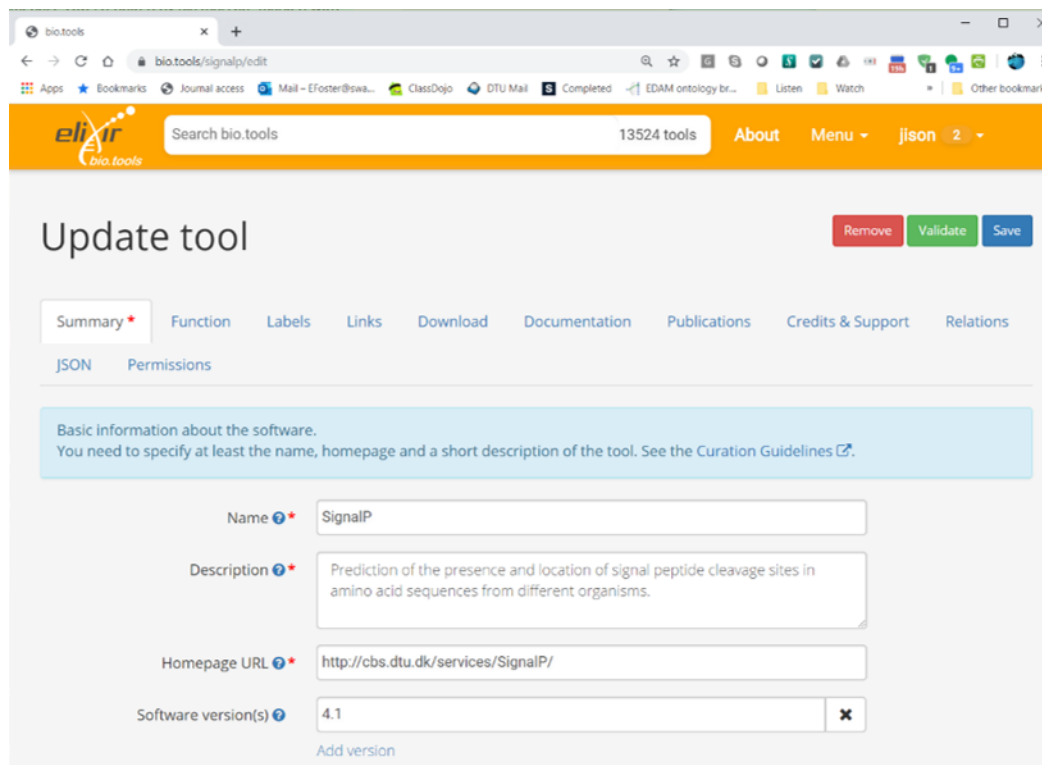 bio.tools
bio.tools/signalp/edit
Apps Bookmarks Journal access Mail – EFoster@swa... ClassDojo DTU Mail S Completed EDAM ontology br... Listen Watch » Other bookmark
elixir
bio.tools
Search bio.tools 13524 tools About Menu jison 2
Update tool
Remove Validate Save
Summary * Function Labels Links Download Documentation Publications Credits & Support Relations
JSON Permissions
Basic information about the software.
You need to specify at least the name, homepage and a short description of the tool. See the Curation Guidelines.
Name * SignalP
Description * Prediction of the presence and location of signal peptide cleavage sites in
amino acid sequences from different organisms.
Homepage URL * http://cbs.dtu.dk/services/SignalP/
Software version(s) 4.1
Add version